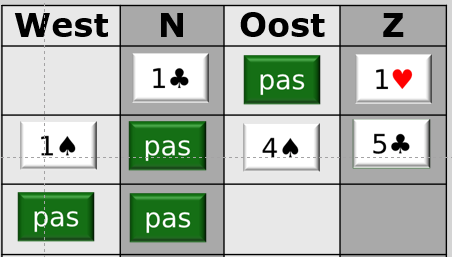 West N Oost Z
1♣ pas 1♥
1♠ pas 4♠ 5♣
pas pas